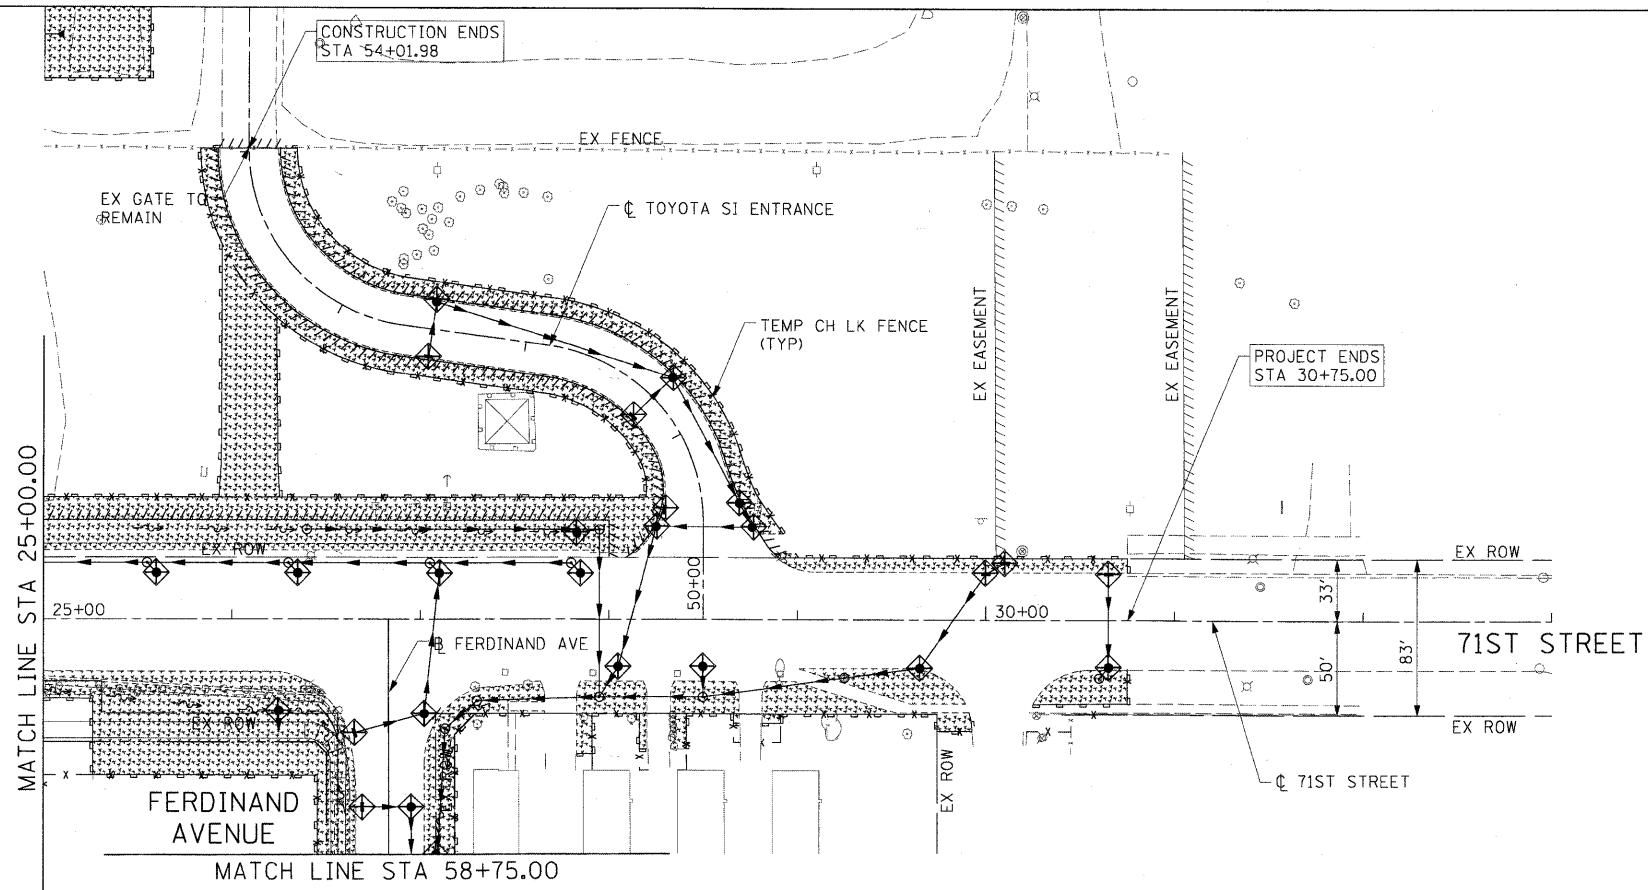 CONSTRUCTION ENDS
STA 54+01.98
EX FENCE
EX GATE TO
REMAIN
℄ TOYOTA SI ENTRANCE
TEMP CH LK FENCE
(TYP)
EX EASEMENT
EX EASEMENT
PROJECT ENDS
STA 30+75.00
MATCH LINE STA 25+00.00
EX ROW
EX ROW
25+00
50+00
30+00
33'
50'
83'
71ST STREET
℄ FERDINAND AVE
EX ROW
EX ROW
EX ROW
EX ROW
℄ 71ST STREET
FERDINAND
AVENUE
MATCH LINE STA 58+75.00